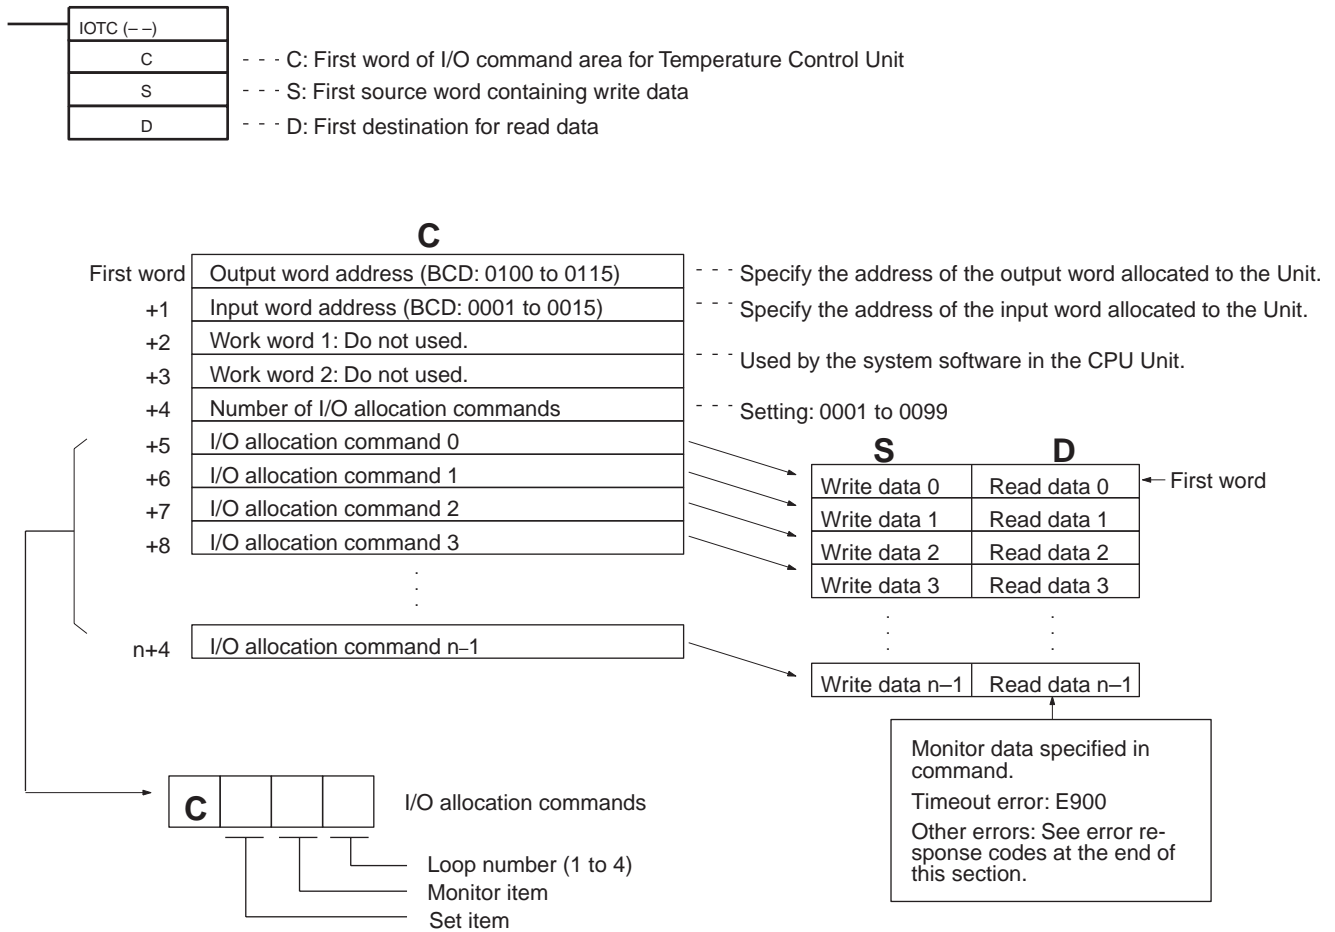 IOTC (– –)
C - - - C: First word of I/O command area for Temperature Control Unit
S - - - S: First source word containing write data
D - - - D: First destination for read data
C
First word Output word address (BCD: 0100 to 0115) - - - Specify the address of the output word allocated to the Unit.
+1 Input word address (BCD: 0001 to 0015) - - - Specify the address of the input word allocated to the Unit.
+2 Work word 1: Do not used.
- - - Used by the system software in the CPU Unit.
+3 Work word 2: Do not used.
+4 Number of I/O allocation commands - - - Setting: 0001 to 0099
+5 I/O allocation command 0
+6 I/O allocation command 1
+7 I/O allocation command 2
+8 I/O allocation command 3
.
.
.
n+4 I/O allocation command n–1
S D
Write data 0 Read data 0 First word
Write data 1 Read data 1
Write data 2 Read data 2
Write data 3 Read data 3
. .
. .
. .
Write data n–1 Read data n–1
Monitor data specified in
command.
Timeout error: E900
Other errors: See error re-
sponse codes at the end of
this section.
C I/O allocation commands
Loop number (1 to 4)
Monitor item
Set item